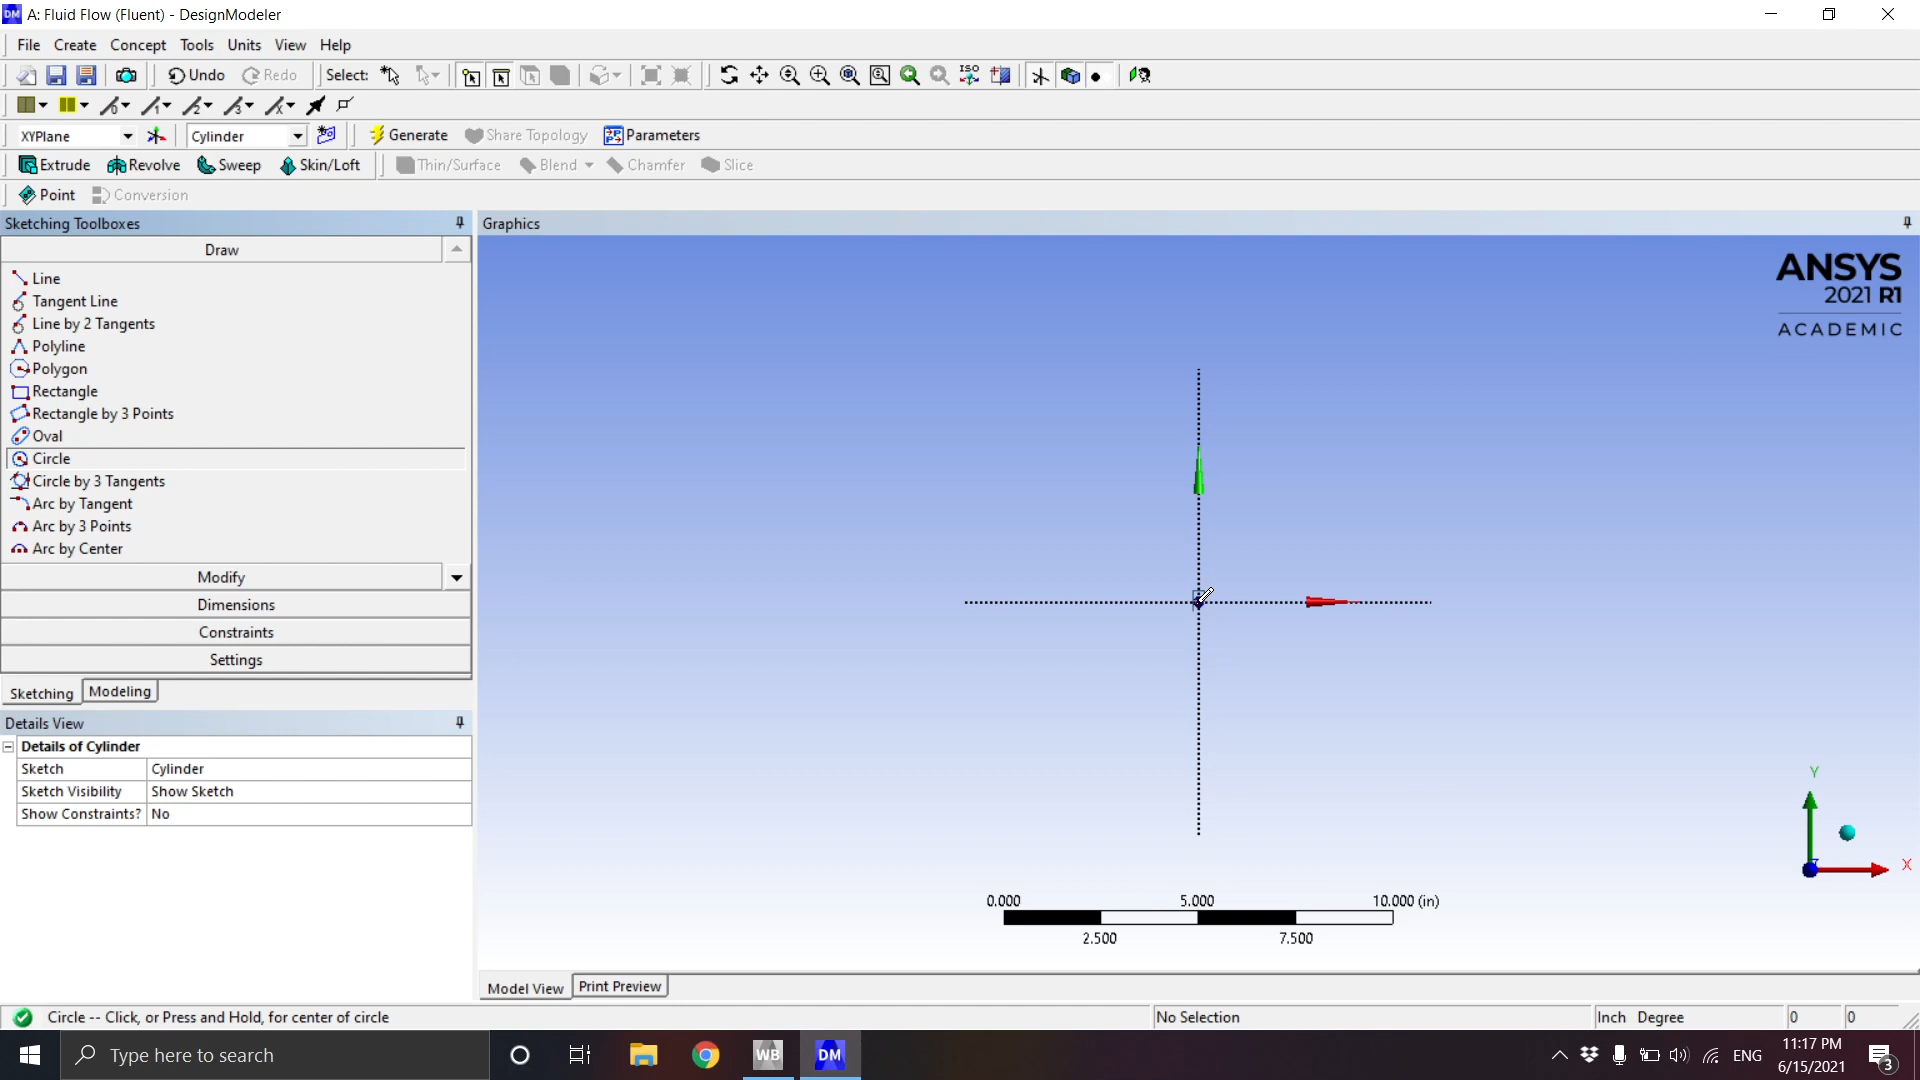 A: Fluid Flow (Fluent) - DesignModeler
File Create Concept Tools Units View Help
Undo Redo Select: ISO
XYPlane Cylinder Generate Share Topology Parameters
Extrude Revolve Sweep Skin/Loft Thin/Surface Blend Chamfer Slice
Point Conversion
Sketching Toolboxes
Draw
Line
Tangent Line
Line by 2 Tangents
Polyline
Polygon
Rectangle
Rectangle by 3 Points
Oval
Circle
Circle by 3 Tangents
Arc by Tangent
Arc by 3 Points
Arc by Center
Modify
Dimensions
Constraints
Settings
Sketching Modeling
Details View
Details of Cylinder
Sketch Cylinder
Sketch Visibility Show Sketch
Show Constraints? No
Graphics
ANSYS
2021 R1
ACADEMIC
Y
X
0.000 5.000 10.000 (in)
2.500 7.500
Model View Print Preview
Circle -- Click, or Press and Hold, for center of circle No Selection Inch Degree 0 0
Type here to search WB DM ENG 11:17 PM
6/15/2021 3